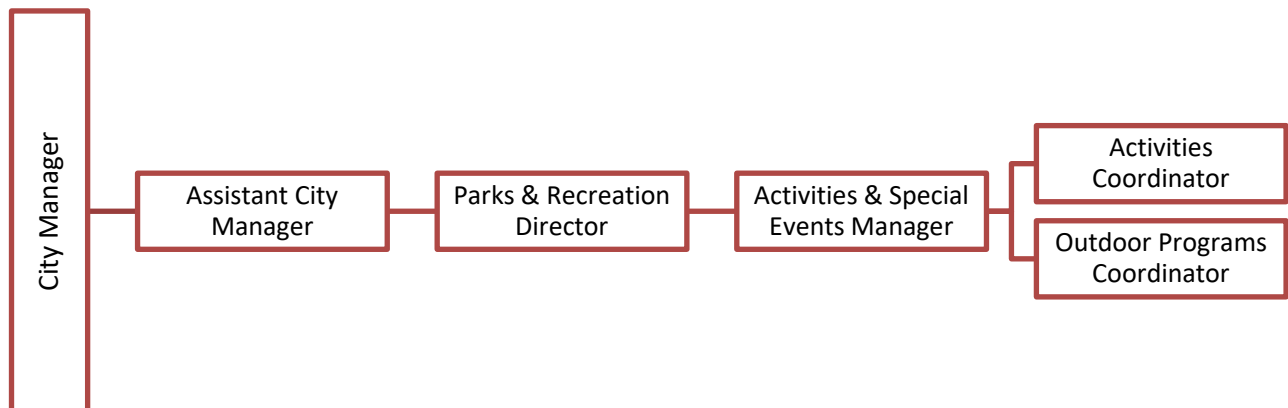 City Manager
Assistant City
Manager
Parks & Recreation
Director
Activities & Special
Events Manager
Activities
Coordinator
Outdoor Programs
Coordinator